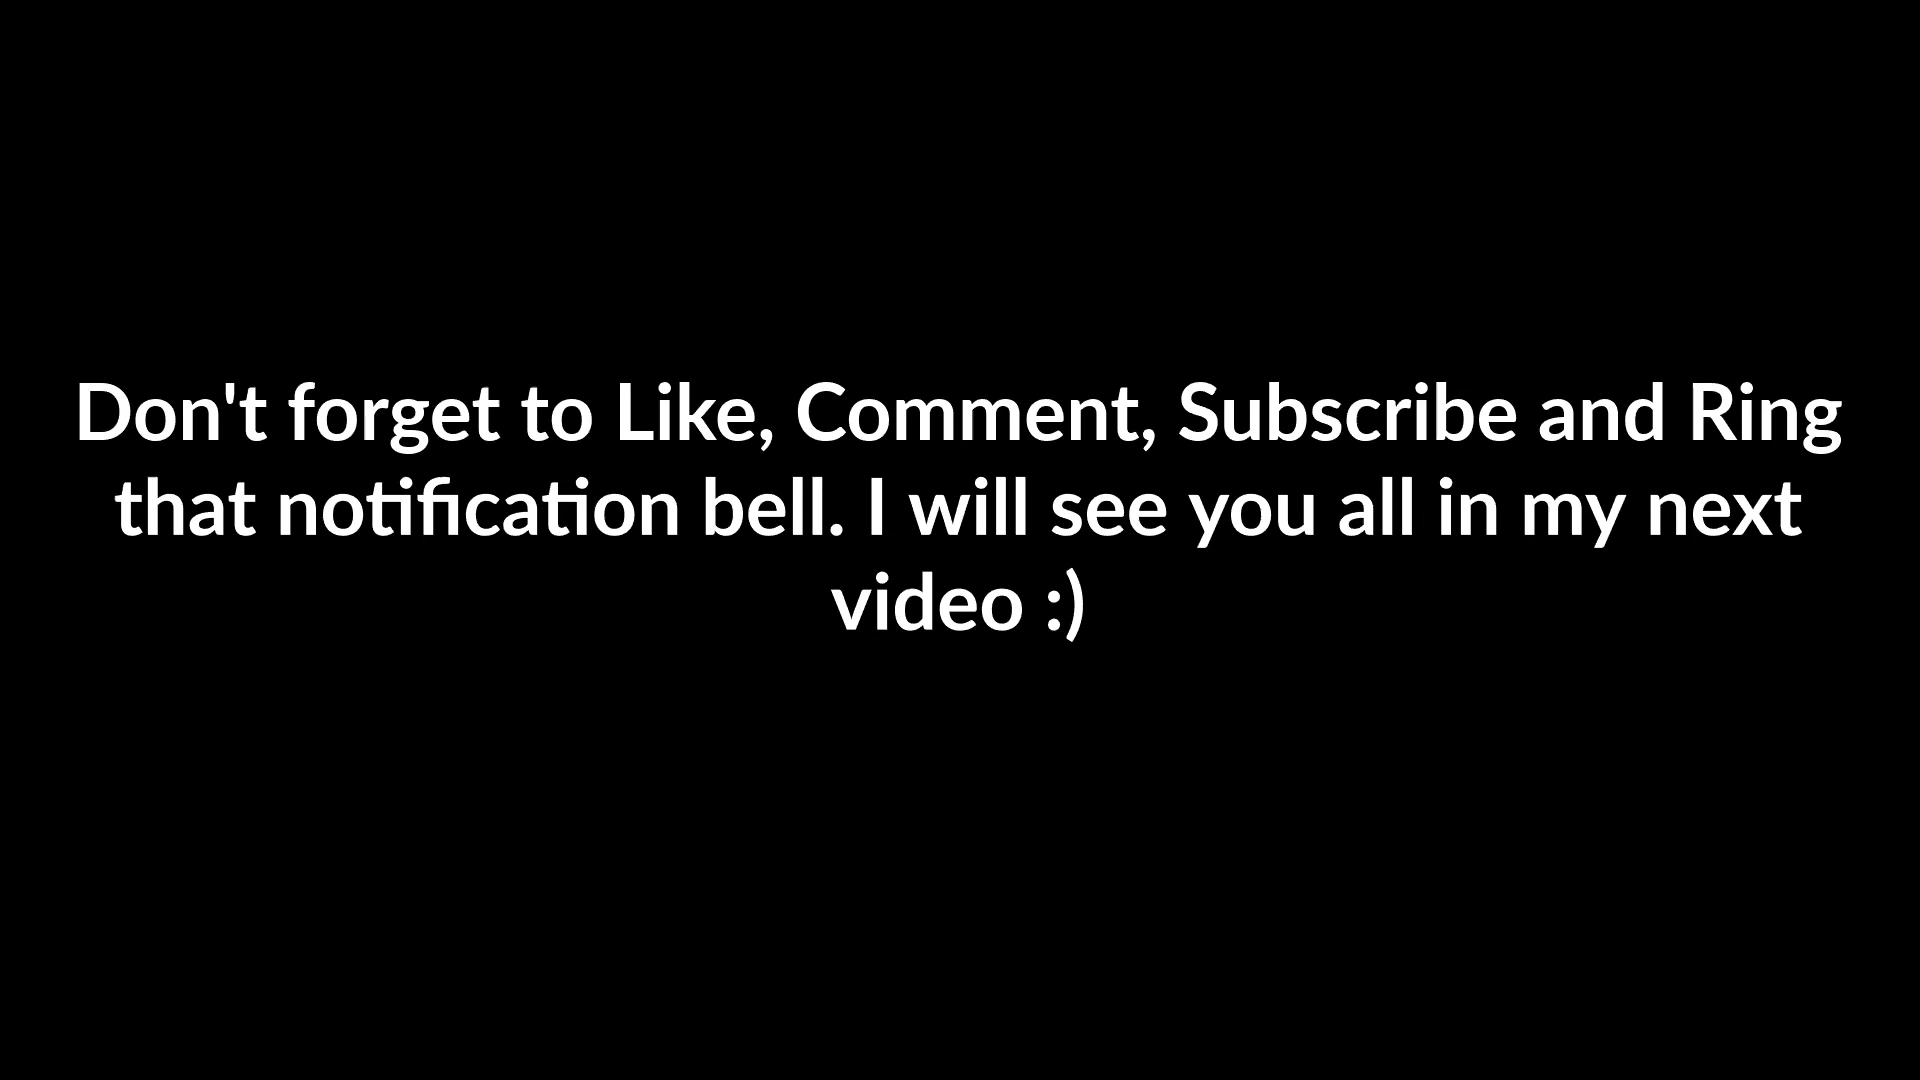 Don't forget to Like, Comment, Subscribe and Ring
that notification bell. I will see you all in my next
video :)